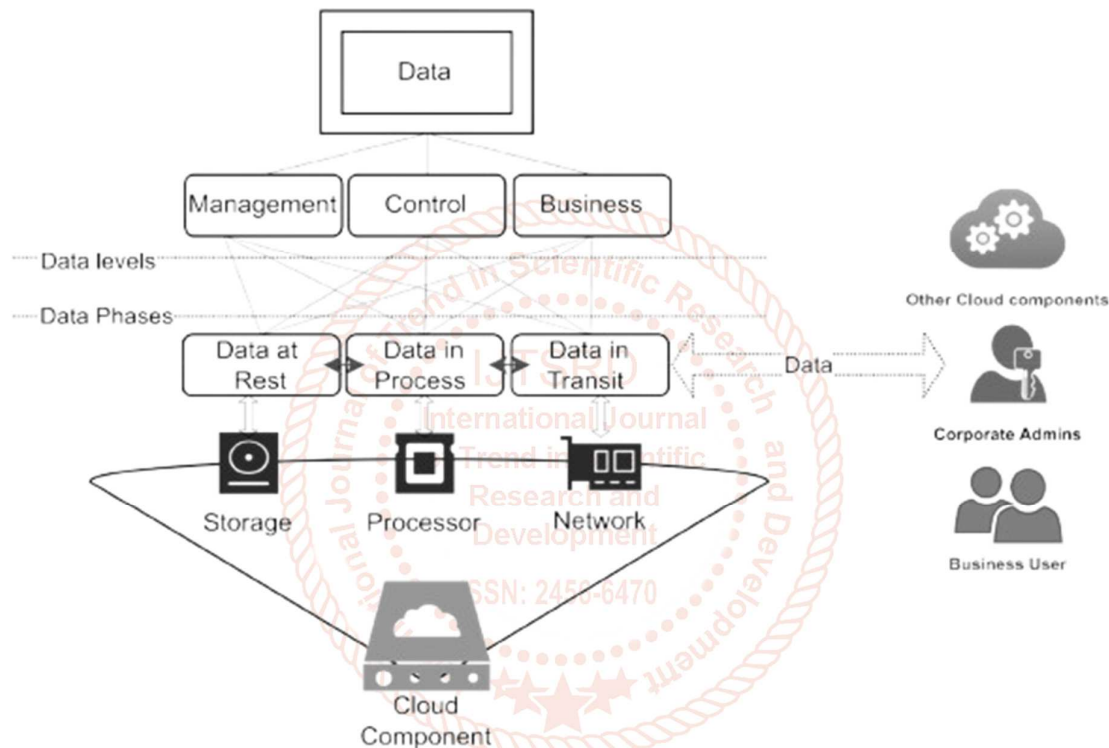 Data
Management
Control
Business
Data levels
Data Phases
Data at
Rest
Data in
Process
Data in
Transit
Data
Storage
Processor
Network
Cloud
Component
Other Cloud components
Corporate Admins
Business User
International Journal of Trend in Scientific Research and Development
IJTSRD
International Journal
of Trend in Scientific
Research and
Development
ISSN: 2456-6470